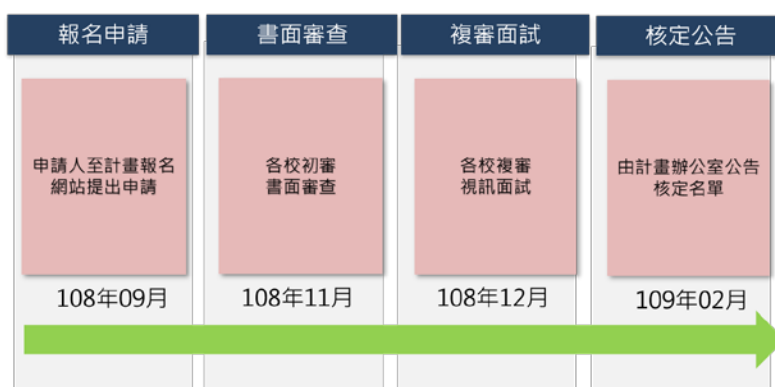 報名申請
書面審查
複審面試
核定公告
申請人至計畫報名
網站提出申請
各校初審
書面審查
各校複審
視訊面試
由計畫辦公室公告
核定名單
108年09月
108年11月
108年12月
109年02月